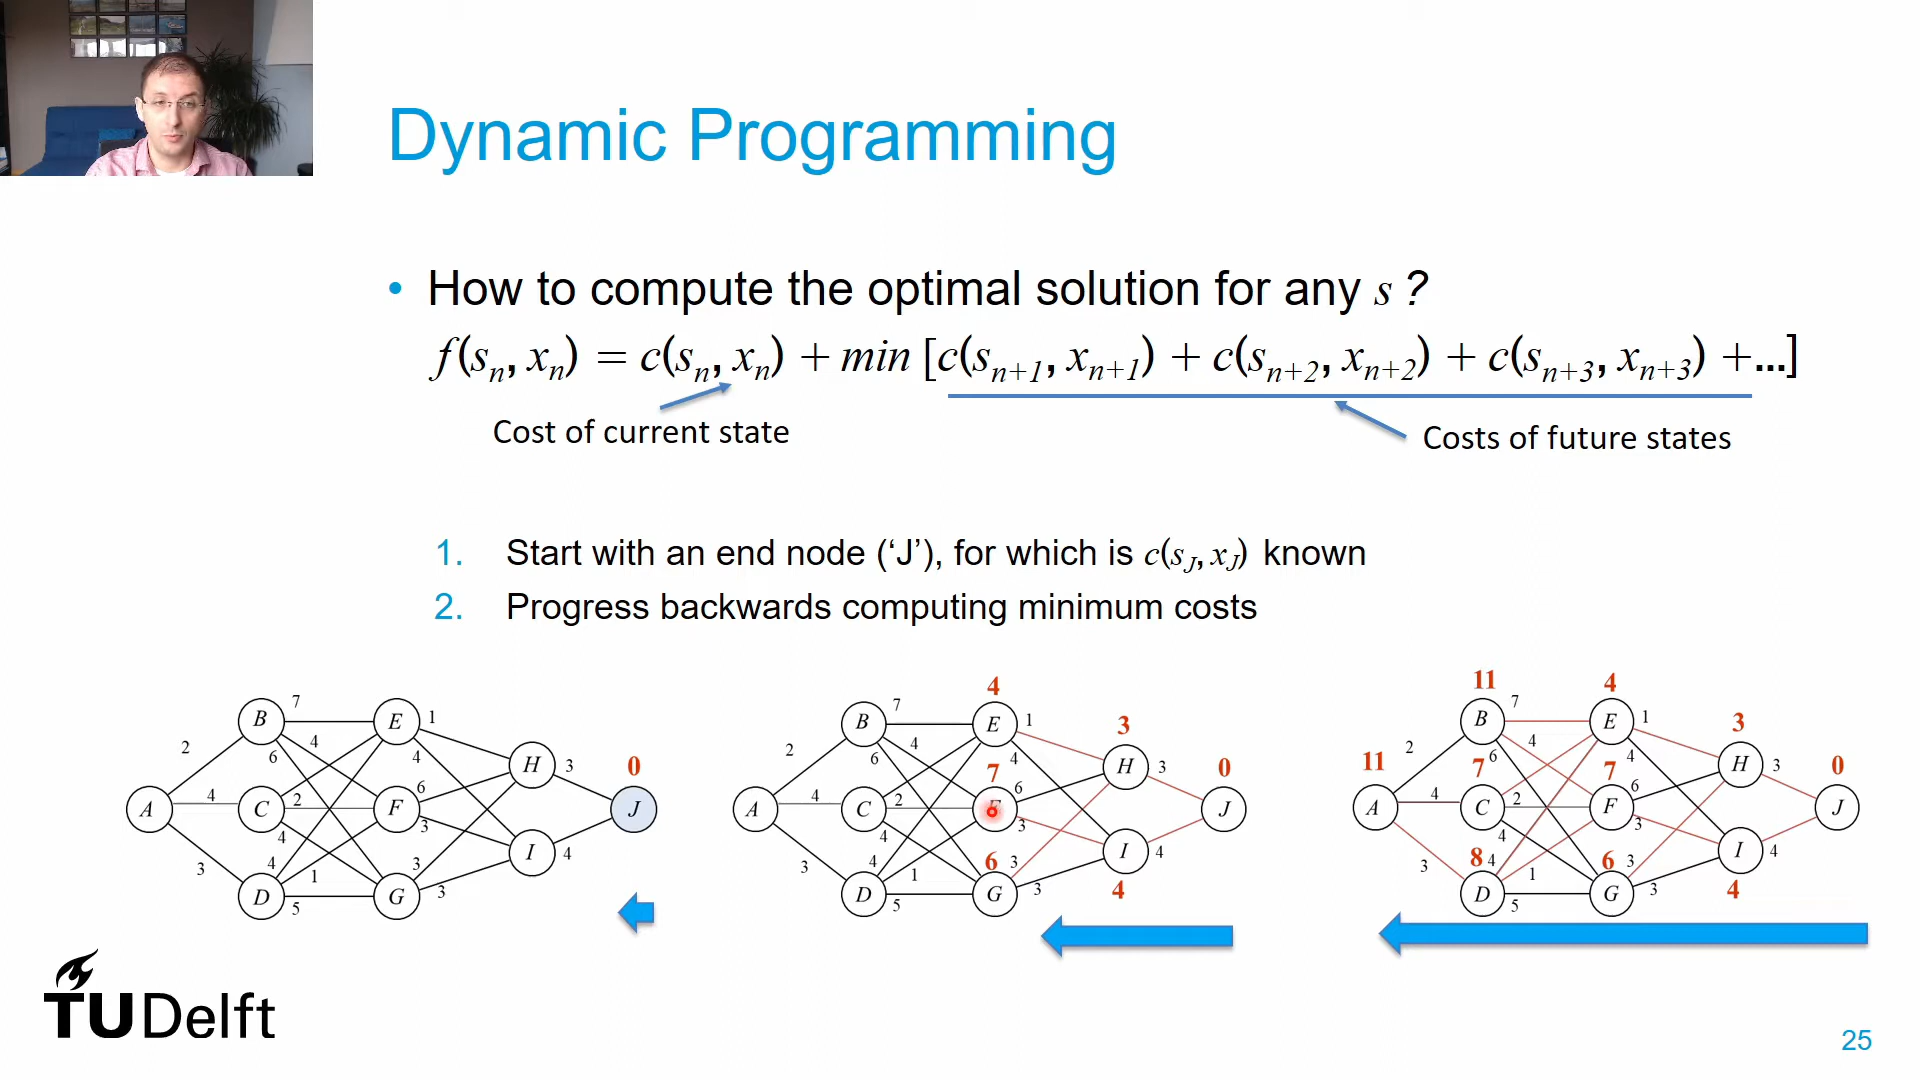 Dynamic Programming
• How to compute the optimal solution for any s ?
f(sn, xn) = c(sn, xn) + min [c(sn+1, xn+1) + c(sn+2, xn+2) + c(sn+3, xn+3) +...]
Cost of current state
Costs of future states
1. Start with an end node (‘J’), for which is c(sJ, xJ) known
2. Progress backwards computing minimum costs
A B C D E F G H I J
2 4 3 7 4 6 2 4 4 1 5 1 4 6 3 3 3 3 4
0
A B C D E G H I J
2 4 3 7 4 6 2 4 4 1 5 1 4 6 3 3 3 3 4
4 7 6 3 4 0
A B C D E F G H I J
2 4 3 7 4 6 2 4 4 1 5 1 4 6 3 3 3 3 4
11 11 7 8 4 7 6 3 4 0
TUDelft
25